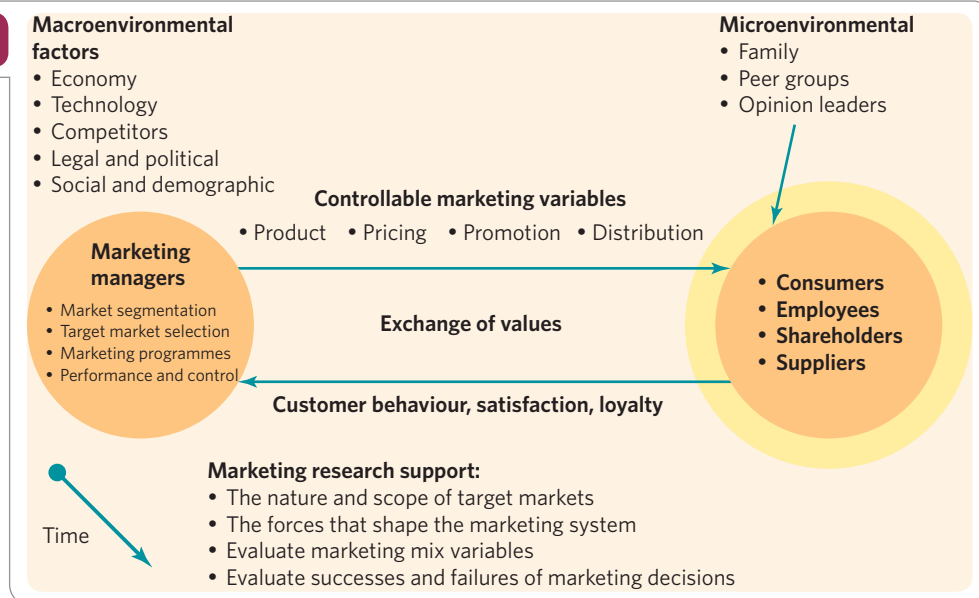 Macroenvironmental
factors
• Economy
• Technology
• Competitors
• Legal and political
• Social and demographic
Microenvironmental
• Family
• Peer groups
• Opinion leaders
Controllable marketing variables
• Product • Pricing • Promotion • Distribution
Marketing
managers
• Market segmentation
• Target market selection
• Marketing programmes
• Performance and control
Exchange of values
• Consumers
• Employees
• Shareholders
• Suppliers
Customer behaviour, satisfaction, loyalty
Time
Marketing research support:
• The nature and scope of target markets
• The forces that shape the marketing system
• Evaluate marketing mix variables
• Evaluate successes and failures of marketing decisions